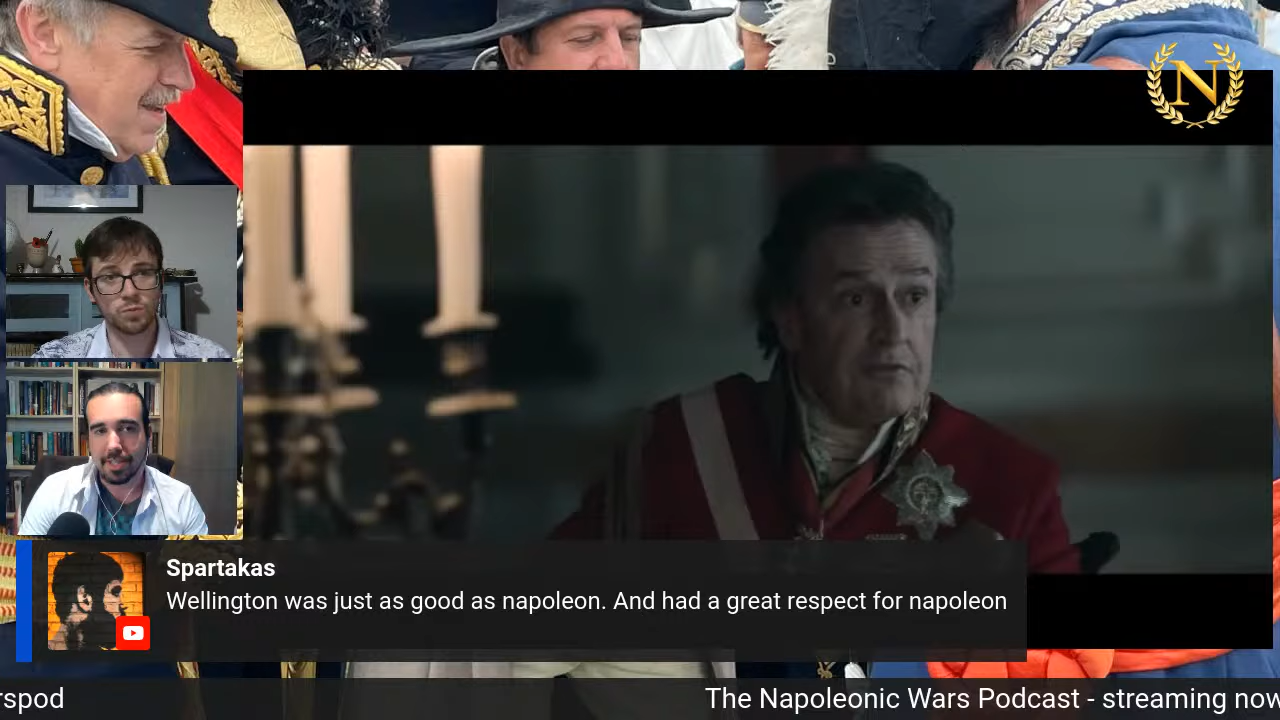 N
Spartakas
Wellington was just as good as napoleon. And had a great respect for napoleon
rspod
The Napoleonic Wars Podcast - streaming now